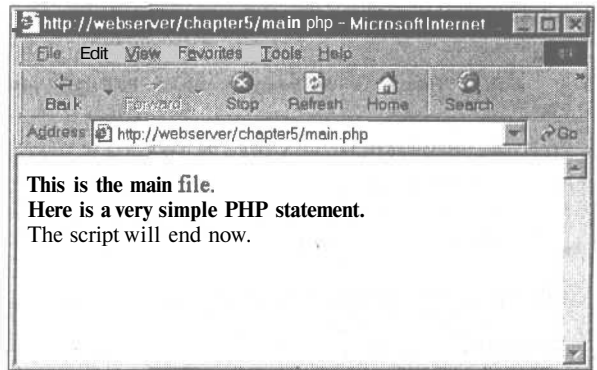 http://webserver/chapter5/main php - Microsoft Internet
File Edit View Favorites Tools Help
Back Forward Stop Refresh Home Search
Address http://webserver/chapter5/main.php Go
This is the main file.
Here is a very simple PHP statement.
The script will end now.